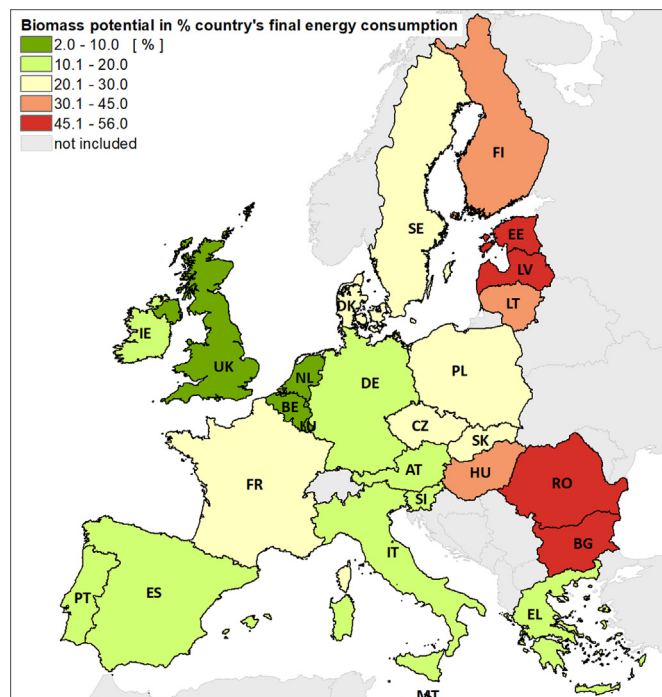 Biomass potential in % country's final energy consumption
2.0 - 10.0 [ % ]
10.1 - 20.0
20.1 - 30.0
30.1 - 45.0
45.1 - 56.0
not included
FI
SE
EE
LV
LT
DK
IE
UK
NL
DE
PL
BE
LU
CZ
SK
FR
AT
HU
SI
RO
IT
BG
PT
ES
EL
MT